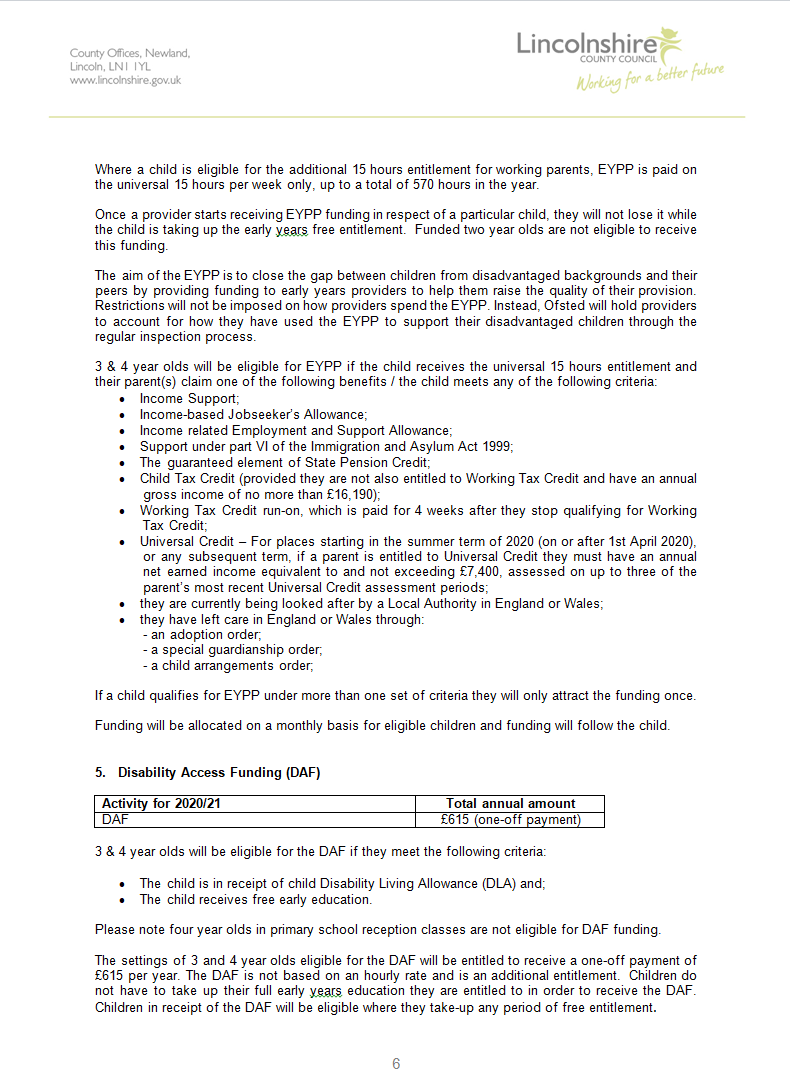 County Offices, Newland,
Lincoln, LN1 1YL
www.lincolnshire.gov.uk
Lincolnshire
COUNTY COUNCIL
Working for a better future
Where a child is eligible for the additional 15 hours entitlement for working parents, EYPP is paid on
the universal 15 hours per week only, up to a total of 570 hours in the year.
Once a provider starts receiving EYPP funding in respect of a particular child, they will not lose it while
the child is taking up the early years free entitlement. Funded two year olds are not eligible to receive
this funding.
The aim of the EYPP is to close the gap between children from disadvantaged backgrounds and their
peers by providing funding to early years providers to help them raise the quality of their provision.
Restrictions will not be imposed on how providers spend the EYPP. Instead, Ofsted will hold providers
to account for how they have used the EYPP to support their disadvantaged children through the
regular inspection process.
3 & 4 year olds will be eligible for EYPP if the child receives the universal 15 hours entitlement and
their parent(s) claim one of the following benefits / the child meets any of the following criteria:
• Income Support;
• Income-based Jobseeker's Allowance;
• Income related Employment and Support Allowance;
• Support under part VI of the Immigration and Asylum Act 1999;
• The guaranteed element of State Pension Credit;
• Child Tax Credit (provided they are not also entitled to Working Tax Credit and have an annual
gross income of no more than £16,190);
• Working Tax Credit run-on, which is paid for 4 weeks after they stop qualifying for Working
Tax Credit;
• Universal Credit – For places starting in the summer term of 2020 (on or after 1st April 2020),
or any subsequent term, if a parent is entitled to Universal Credit they must have an annual
net earned income equivalent to and not exceeding £7,400, assessed on up to three of the
parent's most recent Universal Credit assessment periods;
• they are currently being looked after by a Local Authority in England or Wales;
• they have left care in England or Wales through:
- an adoption order;
- a special guardianship order;
- a child arrangements order;
If a child qualifies for EYPP under more than one set of criteria they will only attract the funding once.
Funding will be allocated on a monthly basis for eligible children and funding will follow the child.
5. Disability Access Funding (DAF)
Activity for 2020/21 Total annual amount
DAF £615 (one-off payment)
3 & 4 year olds will be eligible for the DAF if they meet the following criteria:
• The child is in receipt of child Disability Living Allowance (DLA) and;
• The child receives free early education.
Please note four year olds in primary school reception classes are not eligible for DAF funding.
The settings of 3 and 4 year olds eligible for the DAF will be entitled to receive a one-off payment of
£615 per year. The DAF is not based on an hourly rate and is an additional entitlement. Children do
not have to take up their full early years education they are entitled to in order to receive the DAF.
Children in receipt of the DAF will be eligible where they take-up any period of free entitlement.
6